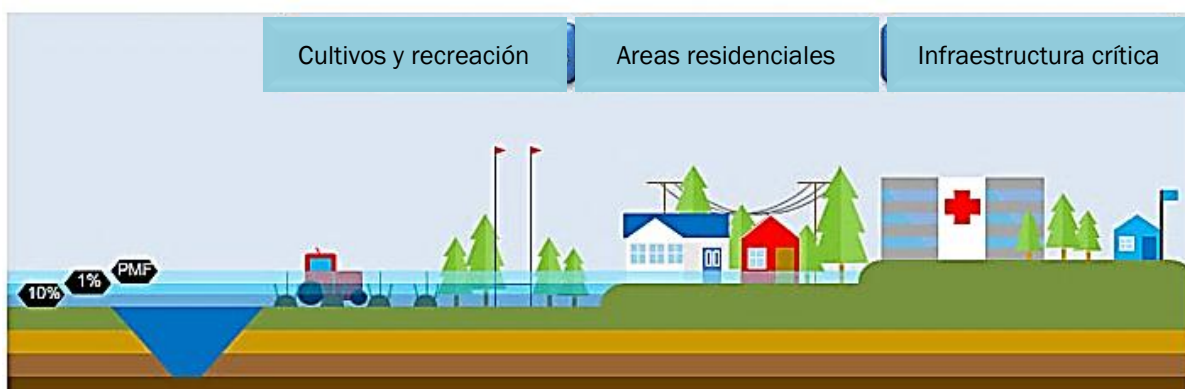 Cultivos y recreación
Areas residenciales
Infraestructura crítica
PMF
1%
10%